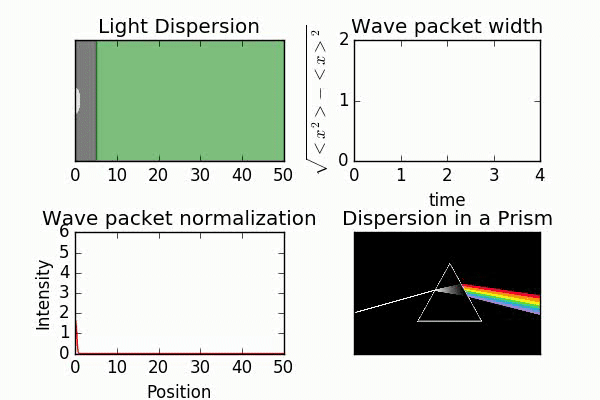 Light Dispersion
0 10 20 30 40 50
Wave packet width
√<x²>−<x>²
2
1
0
0 1 2 3 4
time
Wave packet normalization
Intensity
6
5
4
3
2
1
0
0 10 20 30 40 50
Position
Dispersion in a Prism